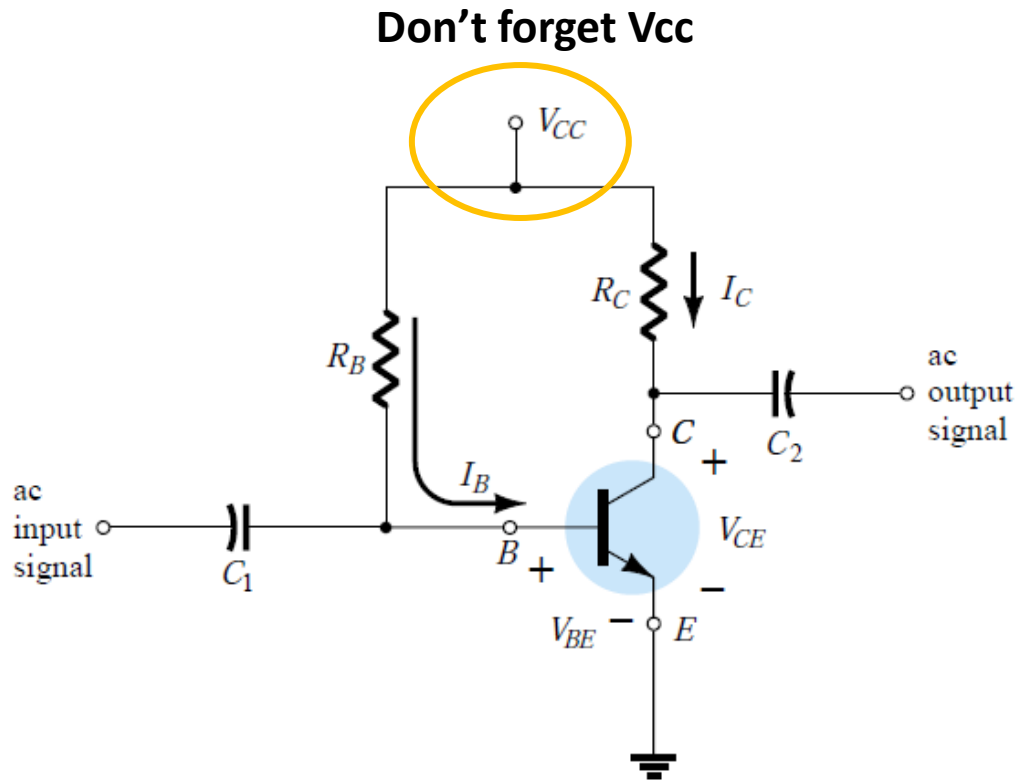 Don’t forget Vcc
VCC
RC
IC
RB
ac
output
signal
C
C2
+
IB
ac
input
signal
VCE
B
+
C1
−
VBE − E